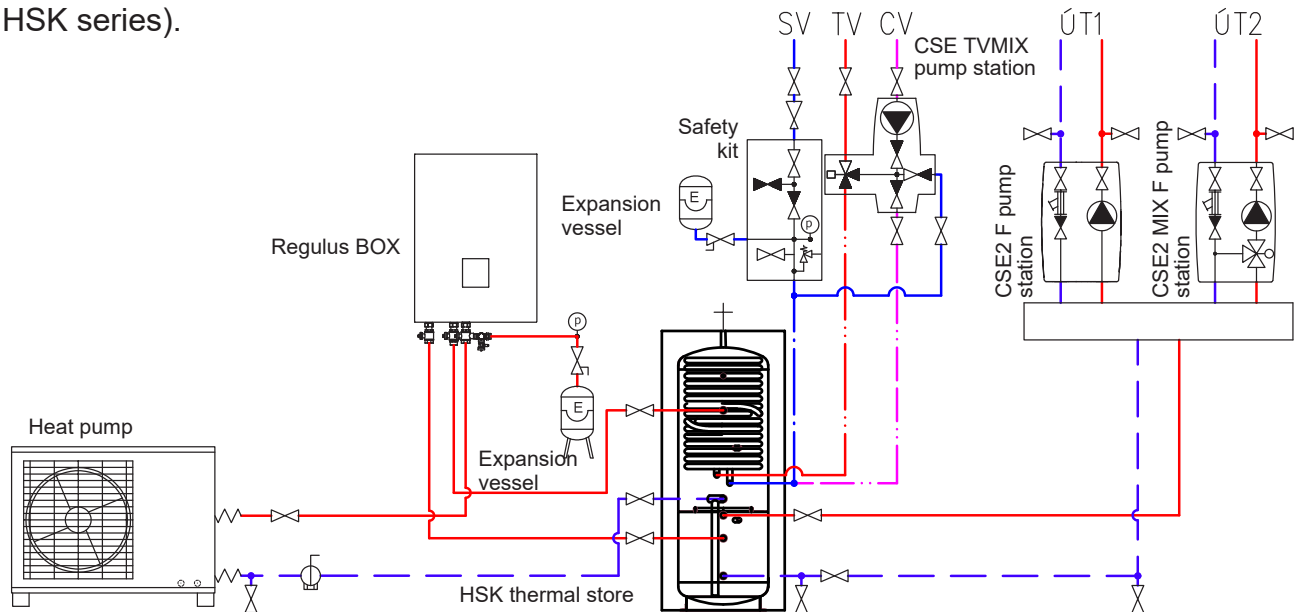 HSK series).
SV TV CV
ÚT1 ÚT2
CSE TVMIX
pump station
Safety
kit
p
E
Expansion
vessel
Regulus BOX
CSE2 F pump
station
CSE2 MIX F pump
station
p
E
Expansion
vessel
Heat pump
HSK thermal store